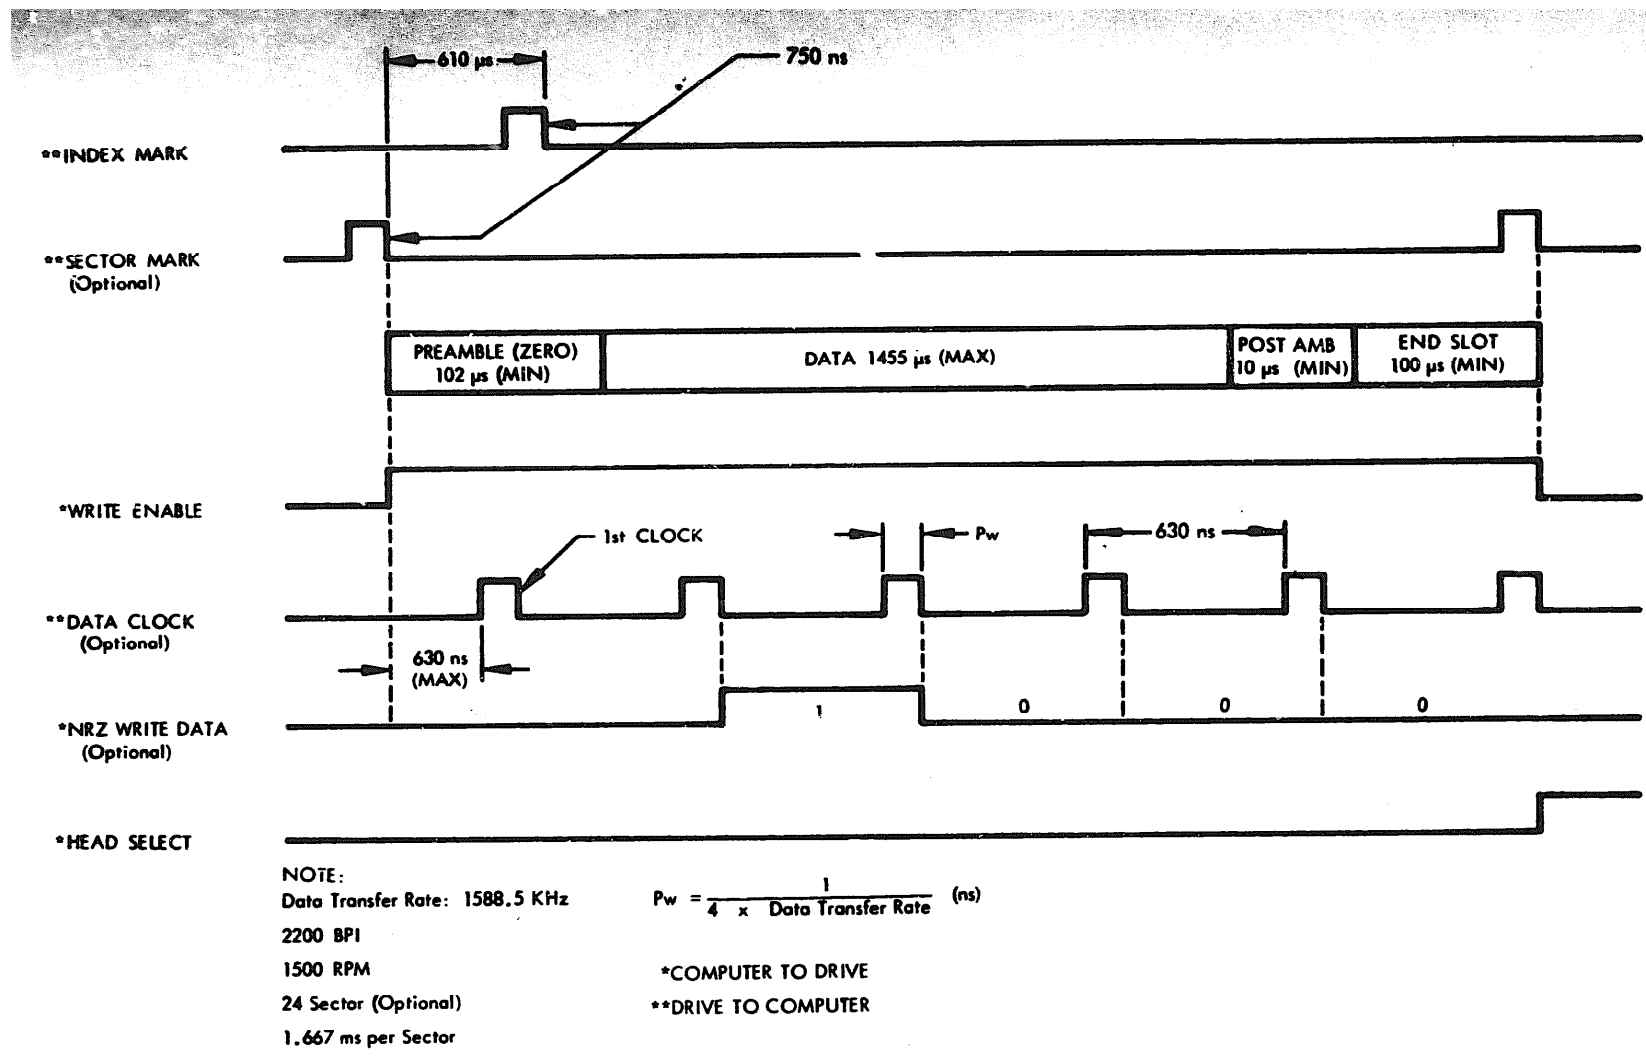 610 µs
750 ns
**INDEX MARK
**SECTOR MARK
(Optional)
PREAMBLE (ZERO)
102 µs (MIN)
DATA 1455 µs (MAX)
POST AMB
10 µs (MIN)
END SLOT
100 µs (MIN)
*WRITE ENABLE
1st CLOCK
Pw
630 ns
**DATA CLOCK
(Optional)
630 ns
(MAX)
1 0 0 0
*NRZ WRITE DATA
(Optional)
*HEAD SELECT
NOTE:
Data Transfer Rate: 1588.5 KHz
2200 BPI
1500 RPM
24 Sector (Optional)
1.667 ms per Sector
Pw = 1 / 4 x Data Transfer Rate (ns)
*COMPUTER TO DRIVE
**DRIVE TO COMPUTER